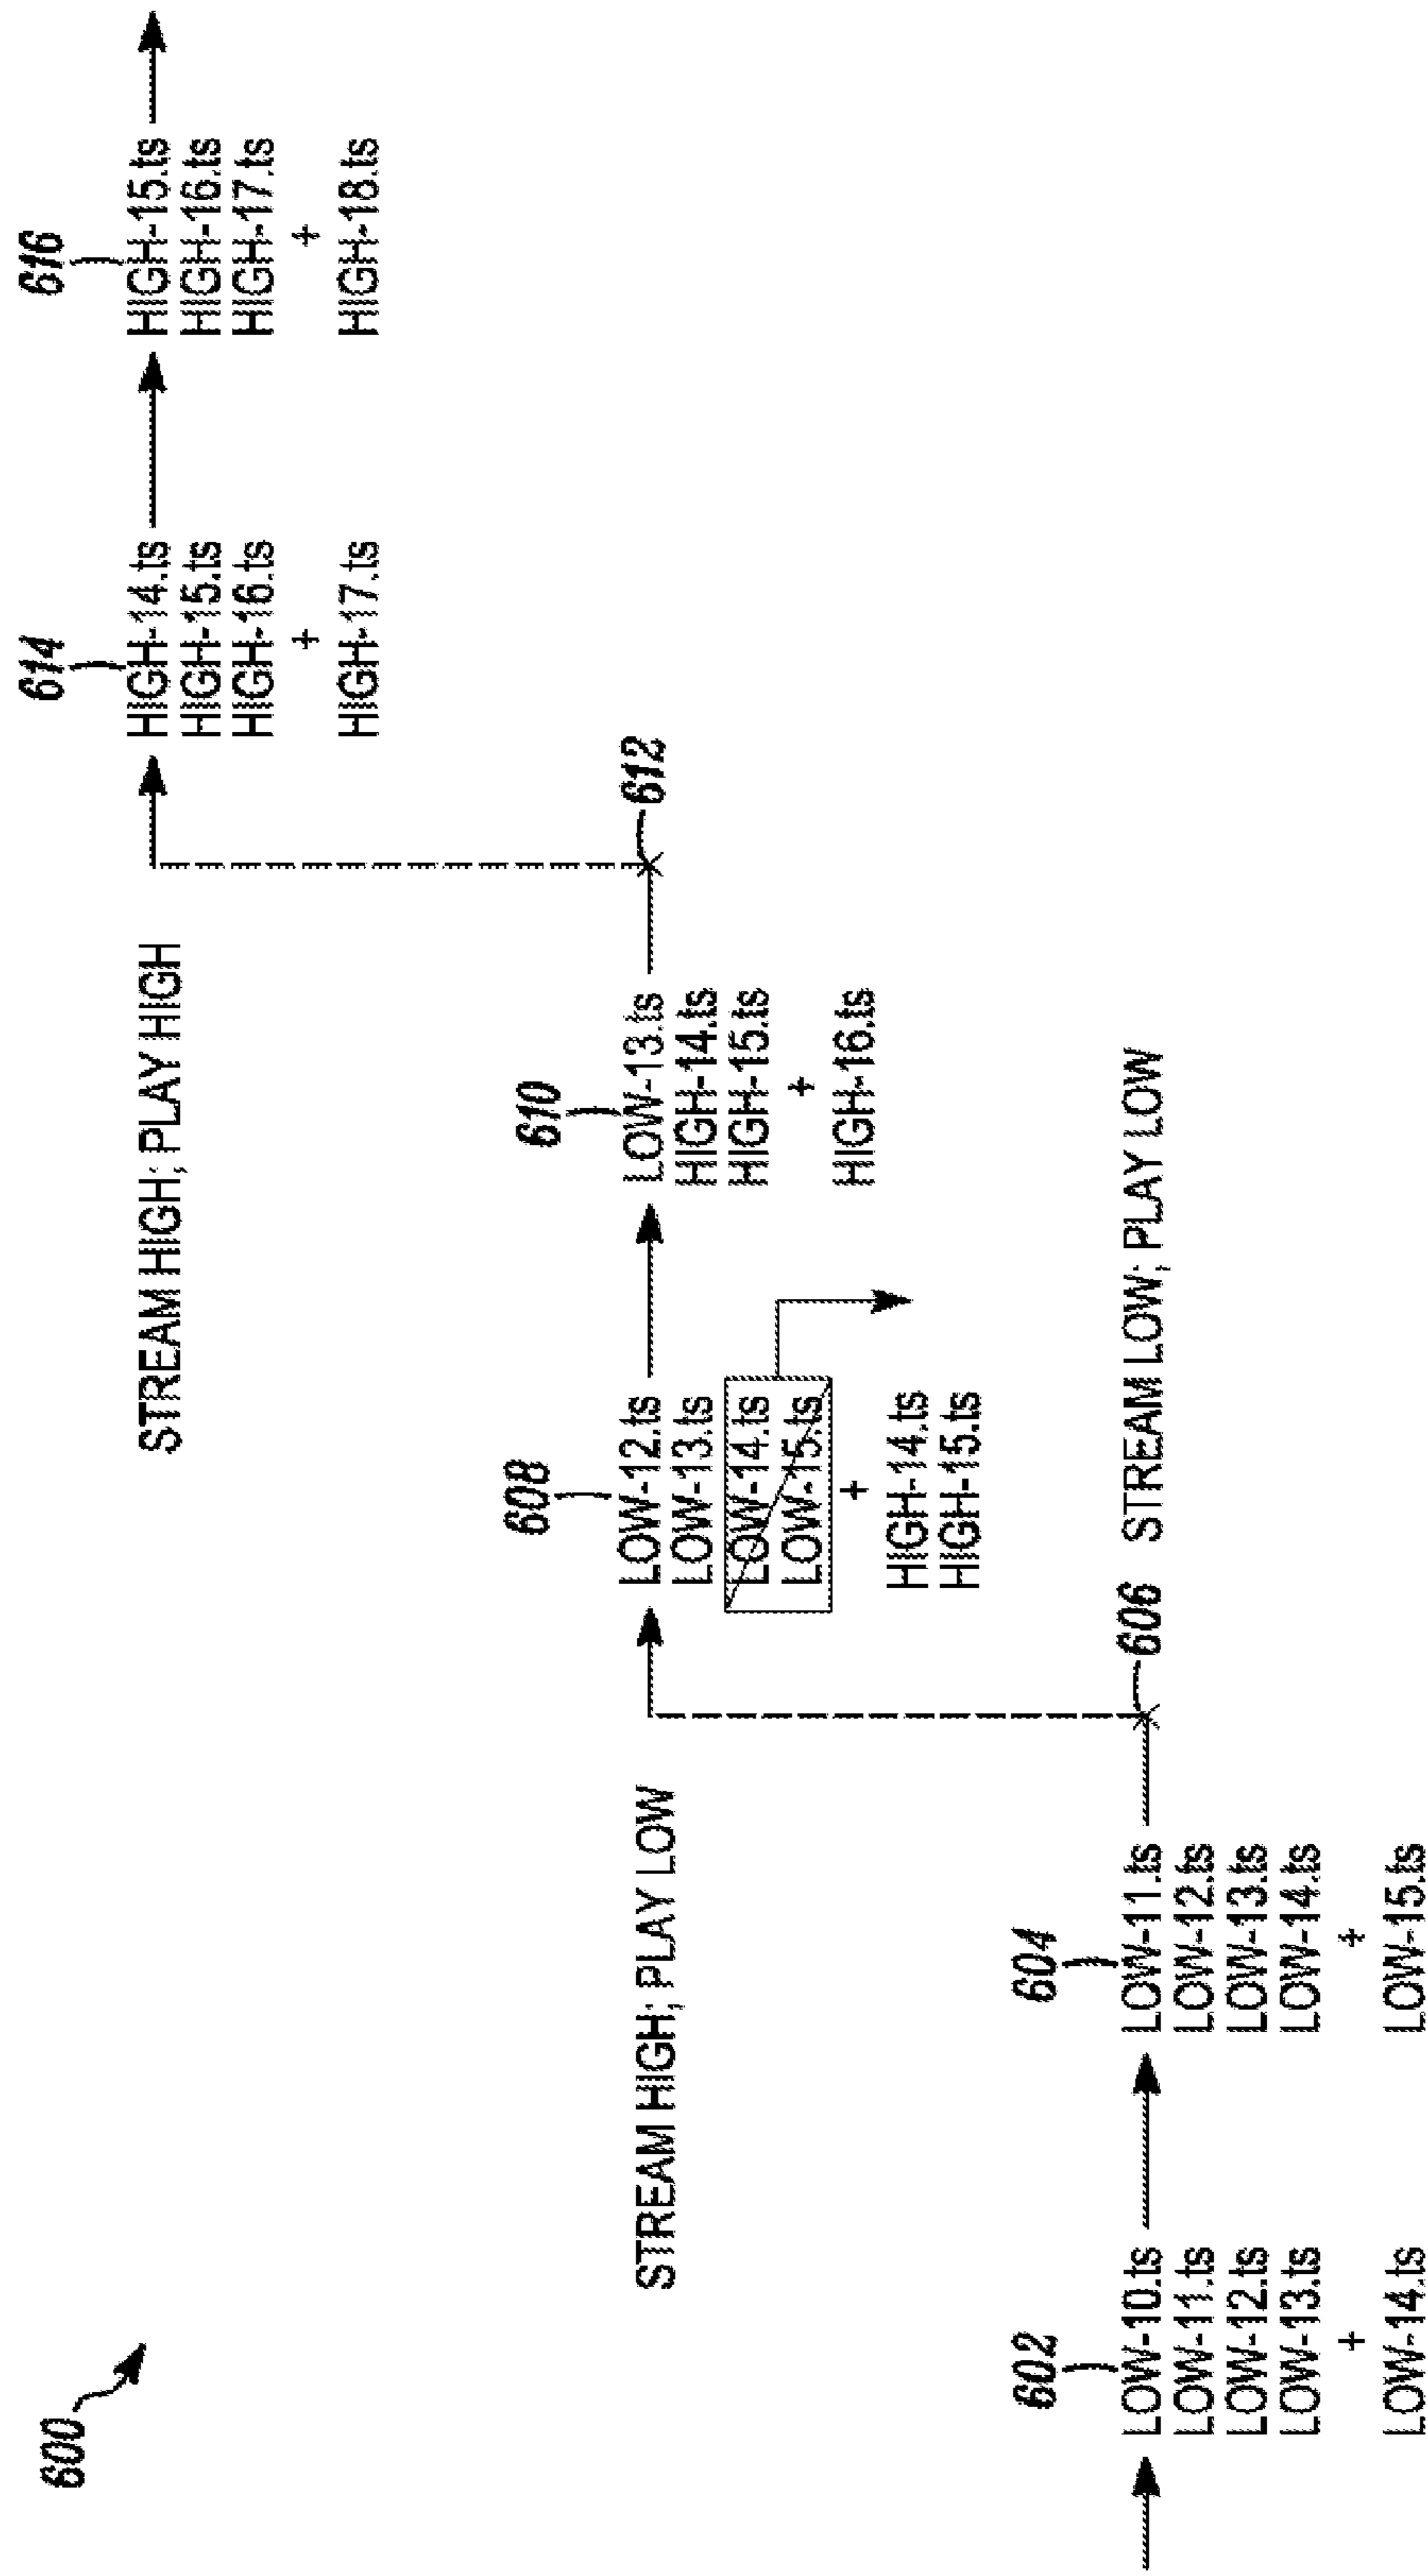 600
602
LOW-10.ts
LOW-11.ts
LOW-12.ts
LOW-13.ts
+
LOW-14.ts
604
LOW-11.ts
LOW-12.ts
LOW-13.ts
LOW-14.ts
+
LOW-15.ts
606
STREAM LOW; PLAY LOW
STREAM HIGH; PLAY LOW
608
LOW-12.ts
LOW-13.ts
LOW-14.ts
LOW-15.ts
+
HIGH-14.ts
HIGH-15.ts
610
LOW-13.ts
HIGH-14.ts
HIGH-15.ts
+
HIGH-16.ts
612
STREAM HIGH; PLAY HIGH
614
HIGH-14.ts
HIGH-15.ts
HIGH-16.ts
+
HIGH-17.ts
616
HIGH-15.ts
HIGH-16.ts
HIGH-17.ts
+
HIGH-18.ts